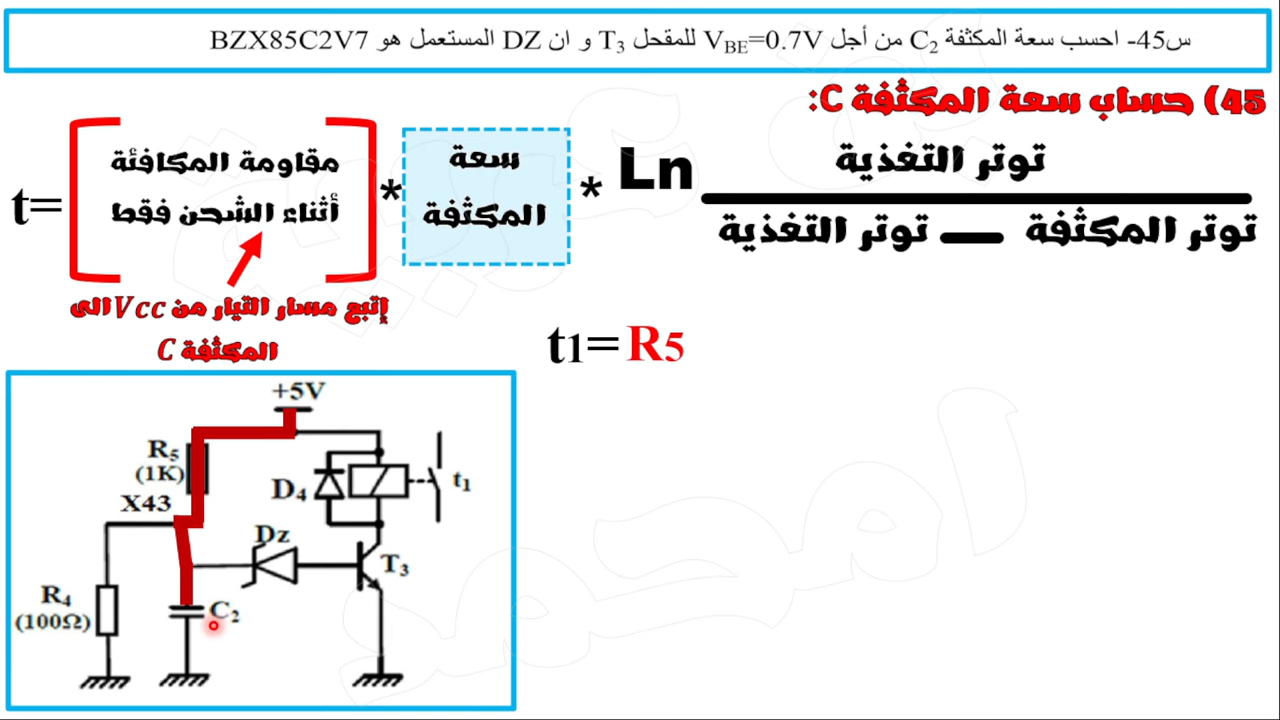 س45- احسب سعة المكثفة C2 من أجل VBE=0.7V للمقحل T3 و ان DZ المستعمل هو BZX85C2V7
45) حساب سعة المكثفة C:
t= [ مقاومة المكافئة أثناء الشحن فقط ] * سعة المكثفة * Ln
توتر التغذية
توتر التغذية — توتر المكثفة
إتبع مسار التيار من Vcc الى
المكثفة C
t1= R5
+5V
R5
(1K)
X43
D4
t1
Dz
T3
R4
(100Ω)
C2